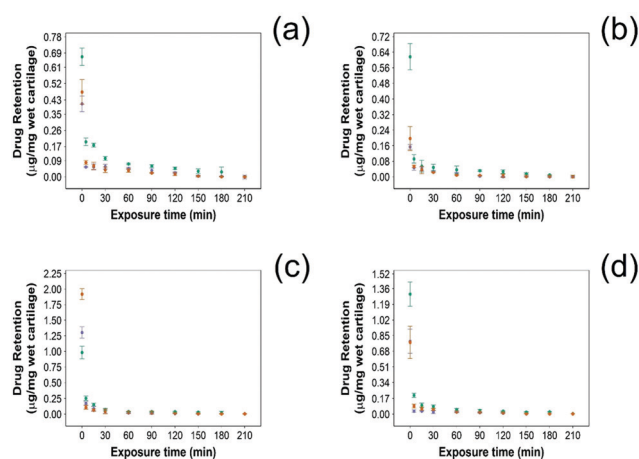 (a)
Drug Retention
(µg/mg wet cartilage)
0.78
0.69
0.61
0.52
0.43
0.35
0.26
0.17
0.09
0.00
0 30 60 90 120 150 180 210
Exposure time (min)
(b)
Drug Retention
(µg/mg wet cartilage)
0.72
0.64
0.56
0.48
0.40
0.32
0.24
0.16
0.08
0.00
0 30 60 90 120 150 180 210
Exposure time (min)
(c)
Drug Retention
(µg/mg wet cartilage)
2.25
2.00
1.75
1.50
1.25
1.00
0.75
0.50
0.25
0.00
0 30 60 90 120 150 180 210
Exposure time (min)
(d)
Drug Retention
(µg/mg wet cartilage)
1.52
1.36
1.19
1.02
0.85
0.68
0.51
0.34
0.17
0.00
0 30 60 90 120 150 180 210
Exposure time (min)